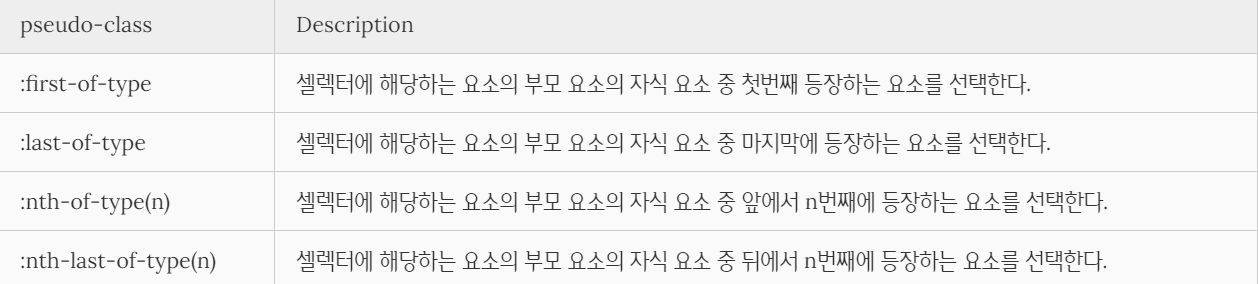 pseudo-class Description
:first-of-type 셀렉터에 해당하는 요소의 부모 요소의 자식 요소 중 첫번째 등장하는 요소를 선택한다.
:last-of-type 셀렉터에 해당하는 요소의 부모 요소의 자식 요소 중 마지막에 등장하는 요소를 선택한다.
:nth-of-type(n) 셀렉터에 해당하는 요소의 부모 요소의 자식 요소 중 앞에서 n번째에 등장하는 요소를 선택한다.
:nth-last-of-type(n) 셀렉터에 해당하는 요소의 부모 요소의 자식 요소 중 뒤에서 n번째에 등장하는 요소를 선택한다.